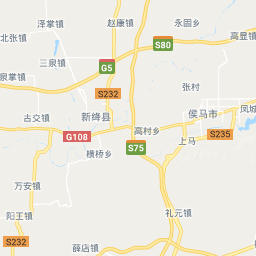 泽掌镇
赵康镇
永固乡
北张镇
高显镇
S80
三泉镇
G5
泉掌镇
张村
S232
凤城
古交镇
新绛县
侯马市
G108
高村乡
S235
上马
横桥乡
S75
万安镇
阳王镇
礼元镇
S232
薛店镇